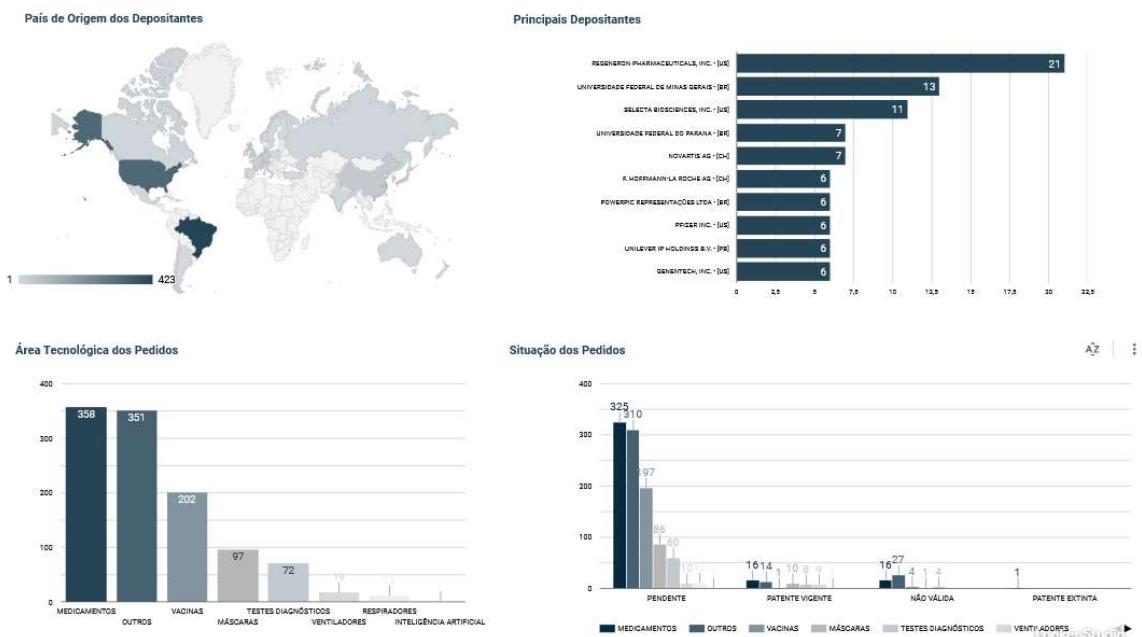 País de Origem dos Depositantes
1
423
Principais Depositantes
REGENERON PHARMACEUTICALS, INC. - [US]
21
UNIVERSIDADE FEDERAL DE MINAS GERAIS - [BR]
13
SELECTA BIOSCIENCES, INC. - [US]
11
UNIVERSIDADE FEDERAL DO PARANA - [BR]
7
NOVARTIS AG - [CH]
7
F. HOFFMANN-LA ROCHE AG - [CH]
6
POWERPIC REPRESENTAÇÕES LTDA - [BR]
6
PFIZER INC. - [US]
6
UNILEVER IP HOLDINGS B.V. - [PB]
6
GENENTECH, INC. - [US]
6
0 2,5 5 7,5 10 12,5 15 17,5 20 22,5
Área Tecnológica dos Pedidos
400
300
200
100
0
358
351
202
97
72
19
MEDICAMENTOS VACINAS TESTES DIAGNÓSTICOS RESPIRADORES
OUTROS MÁSCARAS VENTILADORES INTELIGÊNCIA ARTIFICIAL
Situação dos Pedidos
AZ
400
300
200
100
0
325
310
197
86
60
10
16
14
1
10
8
9
16
27
4
1
4
1
PENDENTE PATENTE VIGENTE NÃO VÁLIDA PATENTE EXTINTA
MEDICAMENTOS OUTROS VACINAS MÁSCARAS TESTES DIAGNÓSTICOS VENTILADORES